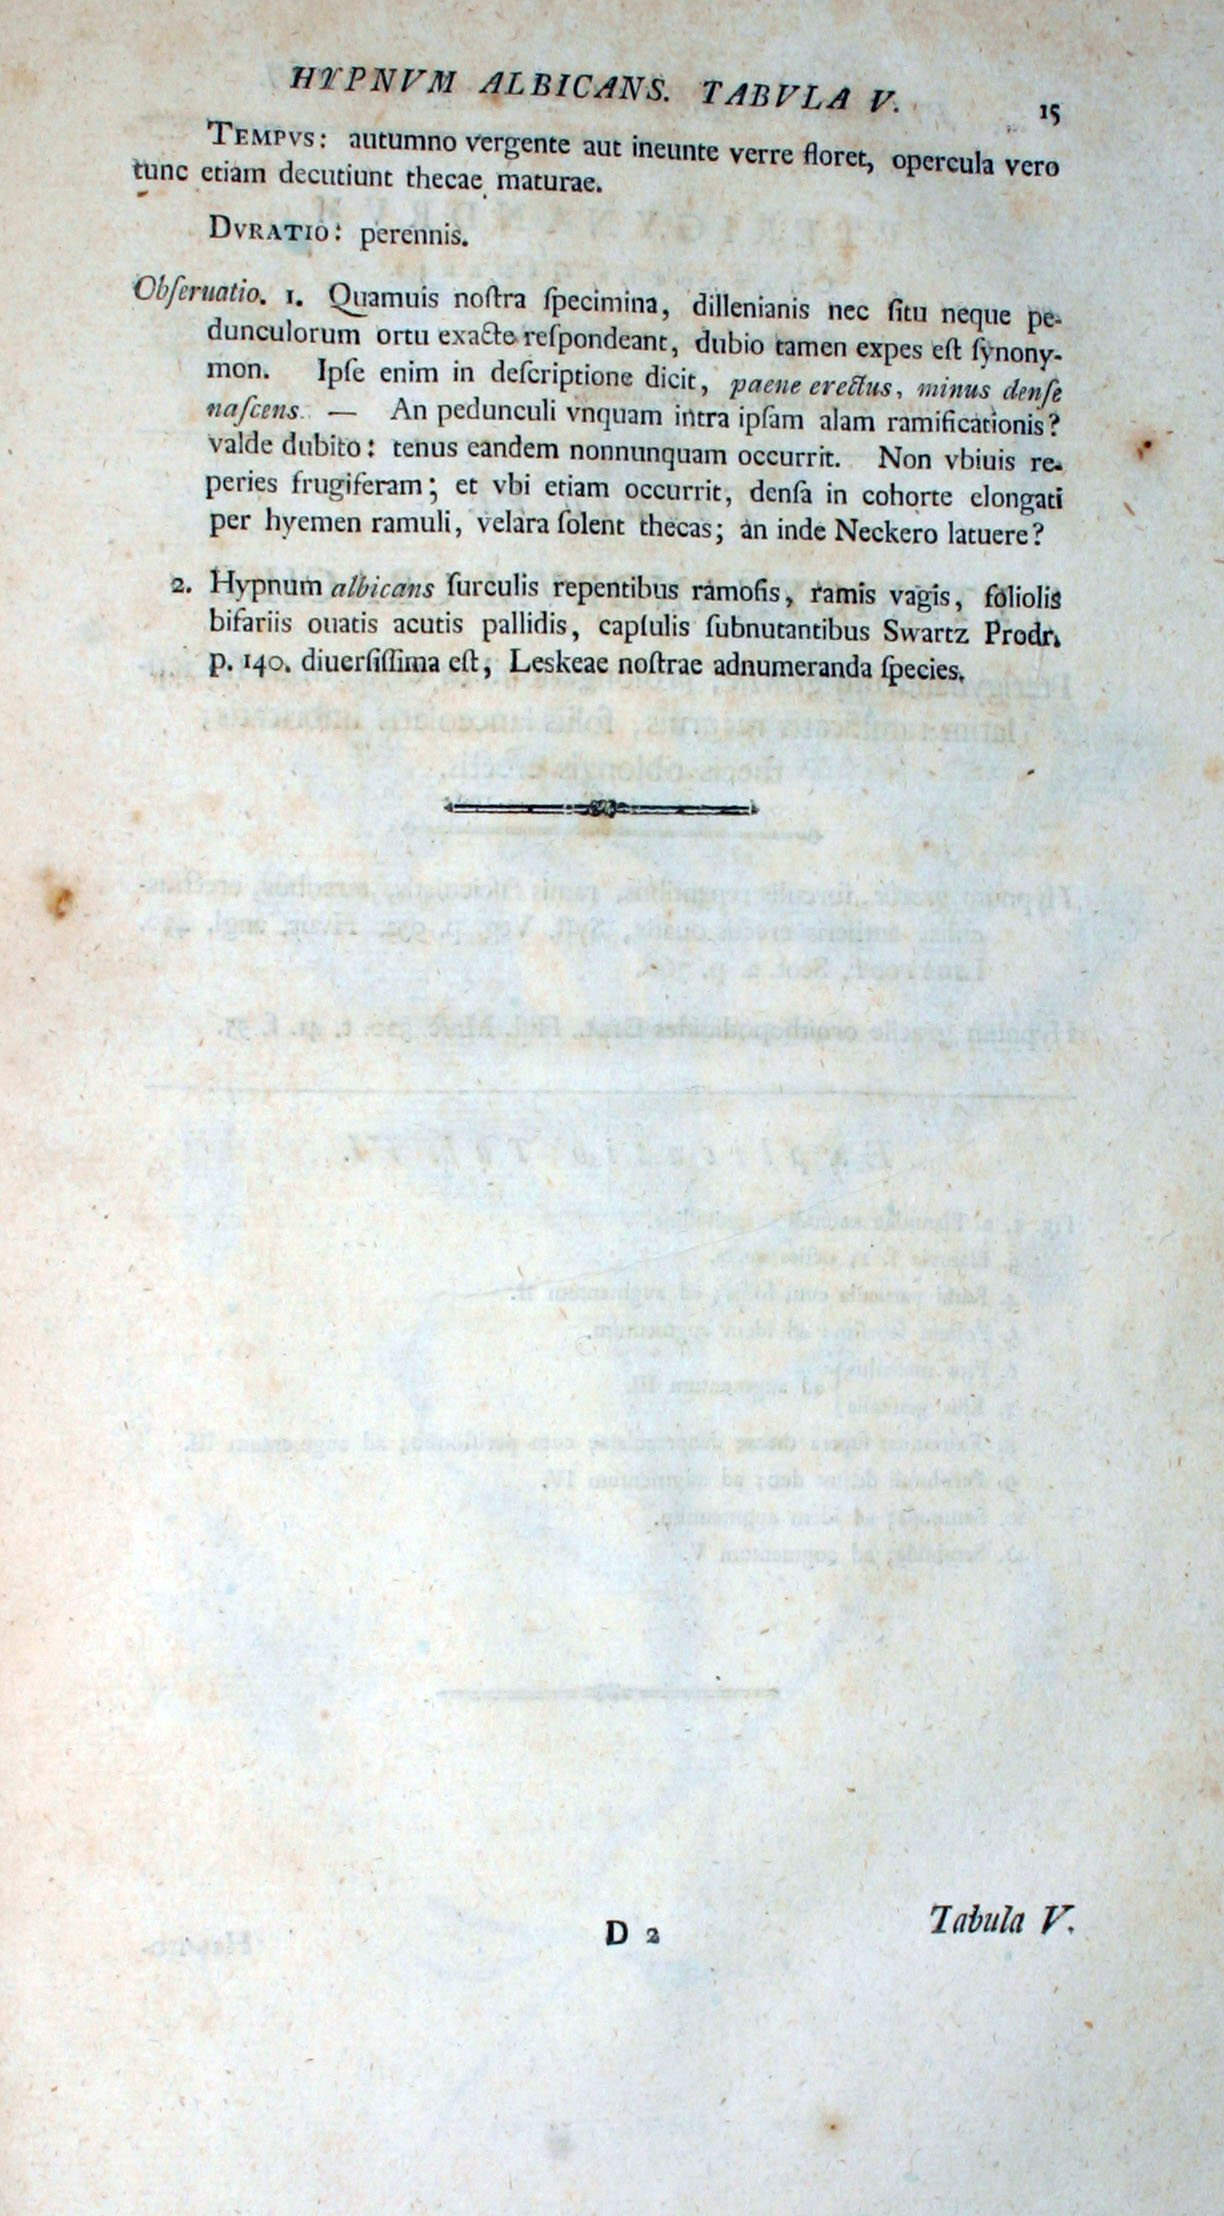 HYPNVM ALBICANS. TABVLA V. 15
TEMPVS: autumno vergente aut ineunte verre floret, opercula vero
tunc etiam decutiunt thecae maturae.
DVRATIO: perennis.
Obſeruatio. 1. Quamuis noſtra ſpecimina, dillenianis nec ſitu neque pe-
dunculorum ortu exacte reſpondeant, dubio tamen expes eſt ſynony-
mon. Ipſe enim in deſcriptione dicit, paene erectus, minus denſe
naſcens. — An pedunculi vnquam intra ipſam alam ramificationis?
valde dubito: tenus eandem nonnunquam occurrit. Non vbiuis re-
peries frugiferam; et vbi etiam occurrit, denſa in cohorte elongati
per hyemen ramuli, velara ſolent thecas; an inde Neckero latuere?
2. Hypnum albicans ſurculis repentibus ramoſis, ramis vagis, foliolis
bifariis ouatis acutis pallidis, capſulis ſubnutantibus Swartz Prodr.
p. 140. diuerſiſſima eſt, Leskeae noſtrae adnumeranda ſpecies.
D 2
Tabula V.